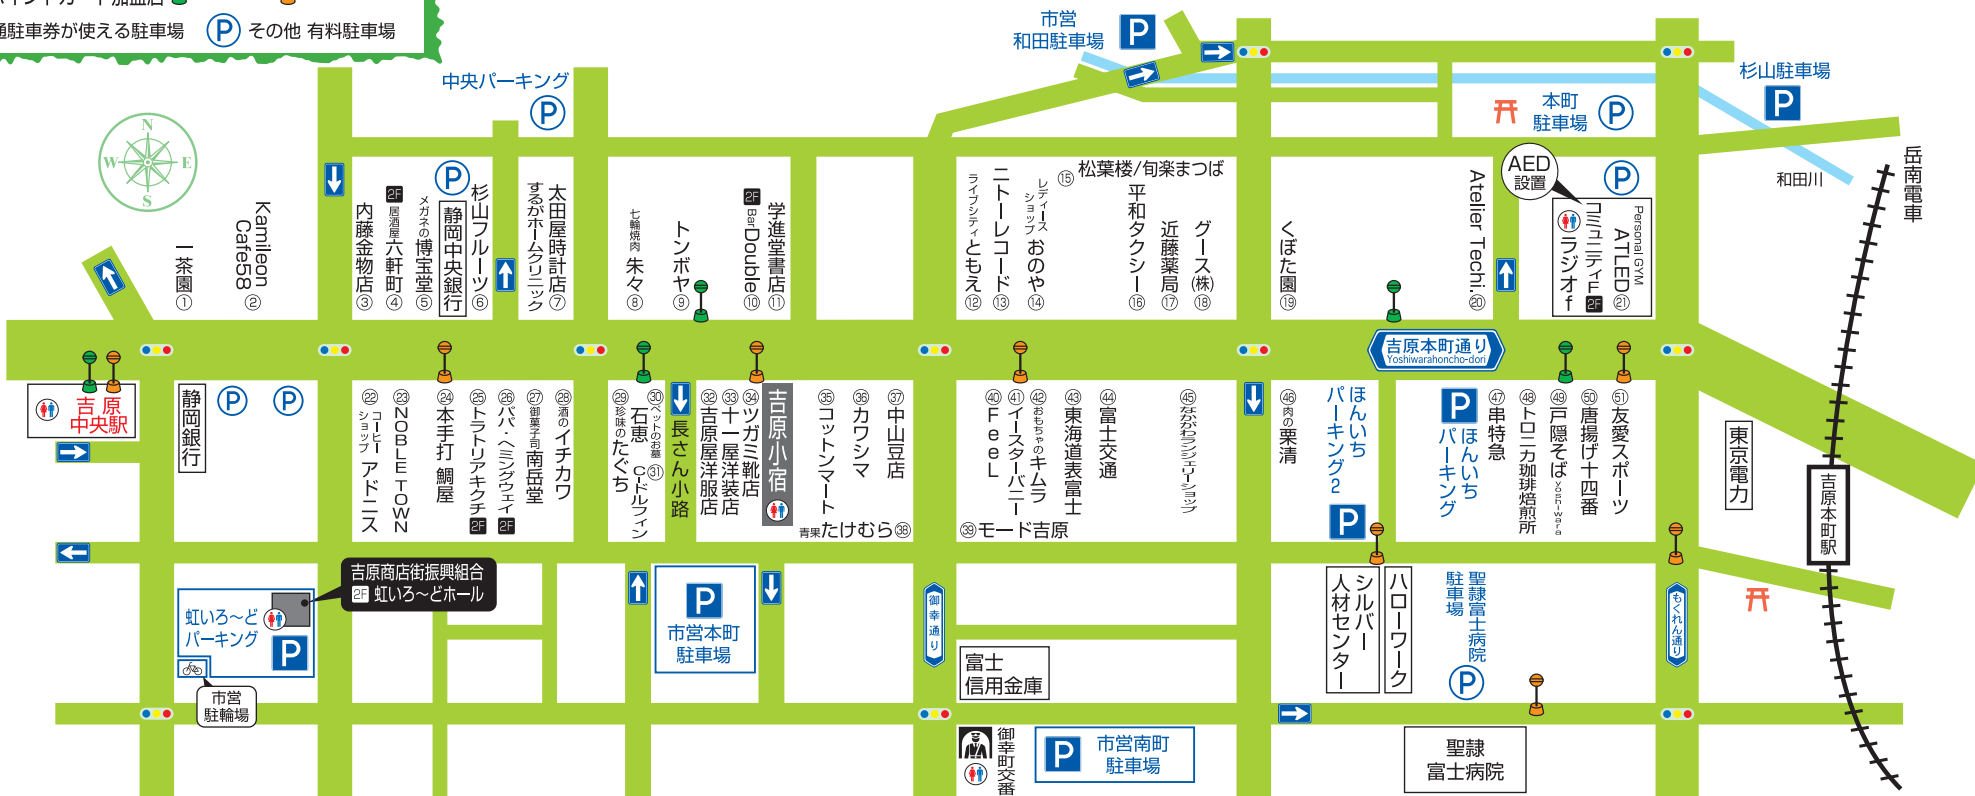 通駐車券が使える駐車場 P その他 有料駐車場
N
W E
S
中央パーキング
P
市営
和田駐車場
P
杉山駐車場
P
本町
駐車場
P
和田川
岳南電車
AED
設置
一茶園①
Kamileon
Cafe58②
内藤金物店③
2F 居酒屋 六軒町④
メガネの 博宝堂⑤
P
静岡中央銀行
杉山フルーツ⑥
太田屋時計店⑦
するがホームクリニック
七輪焼肉 朱々⑧
トンボヤ⑨
2F Bar Double⑩
学進堂書店⑪
ライブシティ ともえ⑫
ニトーレコード⑬
レディース
ショップ おのや⑭
⑮松葉楼/旬楽まつば
平和タクシー⑯
近藤薬局⑰
グース㈱⑱
くぼた園⑲
Atelier Techi.⑳
P
コミュニティF 2F
ラジオf
Personal GYM
ATLED㉑
吉原本町通り
Yoshiwarahoncho-dori
吉原
中央駅
静岡銀行
P
P
㉒コーヒー
ショップ アドニス
㉓NOBLE TOWN
㉔本手打 鯛屋
㉕トラトリアキクチ 2F
㉖パパ・ヘミングウェイ 2F
㉗御菓子司 南岳堂
㉘酒のイチカワ
㉙珍味の たぐち
㉚ペットのお墓 石恵
㉛C-ドルフィン
長さん小路
㉜吉原屋洋服店
㉝十一屋洋装店
㉞ツガミ靴店
吉原小宿
㉟コットンマート
㊱カワシマ
㊲中山豆店
青果たけむら㊳
㊴モード吉原
㊵FeeL
㊶イースターバニー
㊷おもちゃのキムラ
㊸東海道表富士
㊹富士交通
㊻肉の栗清
ほんいち
パーキング2
P
P
ほんいち
パーキング
㊼串特急
㊽トロニカ珈琲焙煎所
㊾戸隠そば yoshiwara
㊿唐揚げ十四番
51友愛スポーツ
東京電力
吉原本町駅
吉原商店街振興組合
2F 虹いろ〜どホール
虹いろ〜ど
パーキング
P
市営
駐輪場
P
市営本町
駐車場
御幸通り
富士
信用金庫
シルバー
人材センター
ハローワーク
聖隷富士病院
駐車場
P
もくれん通り
御幸町交番
P
市営南町
駐車場
聖隷
富士病院